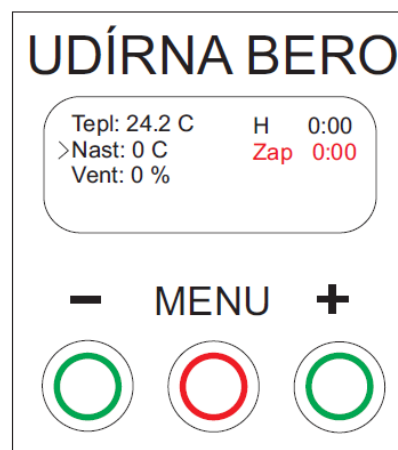 UDÍRNA BERO
Tepl: 24.2 C H 0:00
>Nast: 0 C Zap 0:00
Vent: 0 %
− MENU +